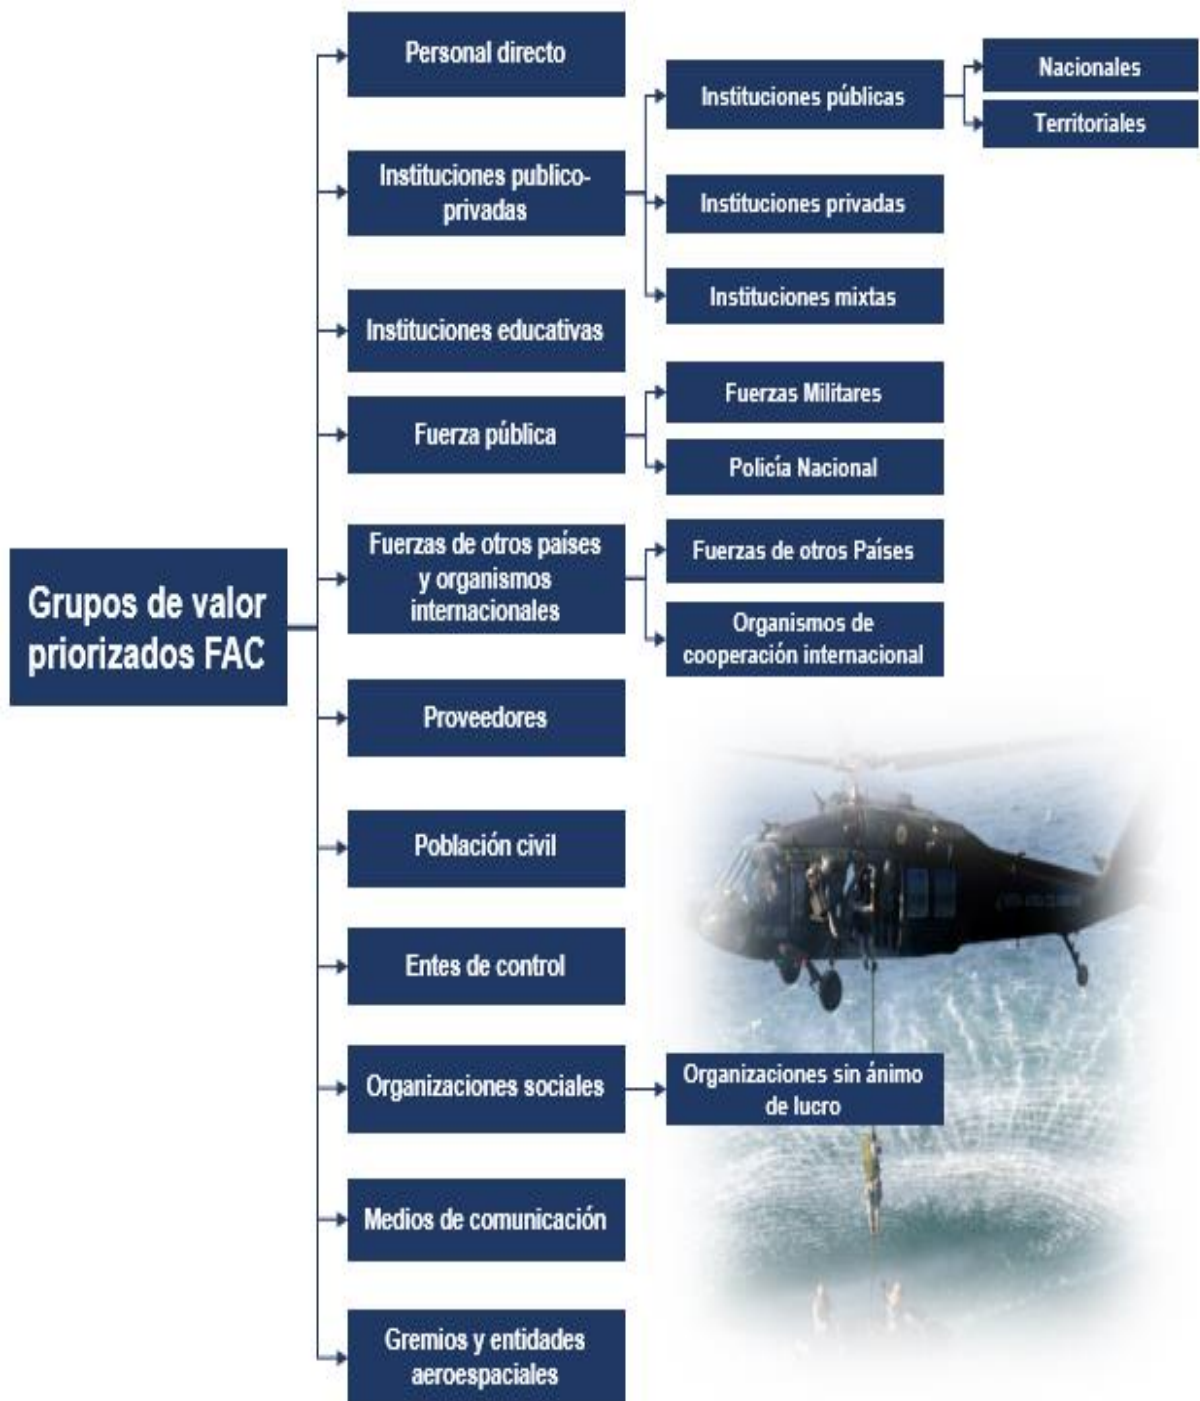 Personal directo
Instituciones públicas
Nacionales
Territoriales
Instituciones publico-
privadas
Instituciones privadas
Instituciones mixtas
Instituciones educativas
Fuerza pública
Fuerzas Militares
Policía Nacional
Fuerzas de otros países
y organismos
internacionales
Fuerzas de otros Países
Organismos de
cooperación internacional
Grupos de valor
priorizados FAC
Proveedores
Población civil
Entes de control
Organizaciones sociales
Organizaciones sin ánimo
de lucro
Medios de comunicación
Gremios y entidades
aeroespaciales